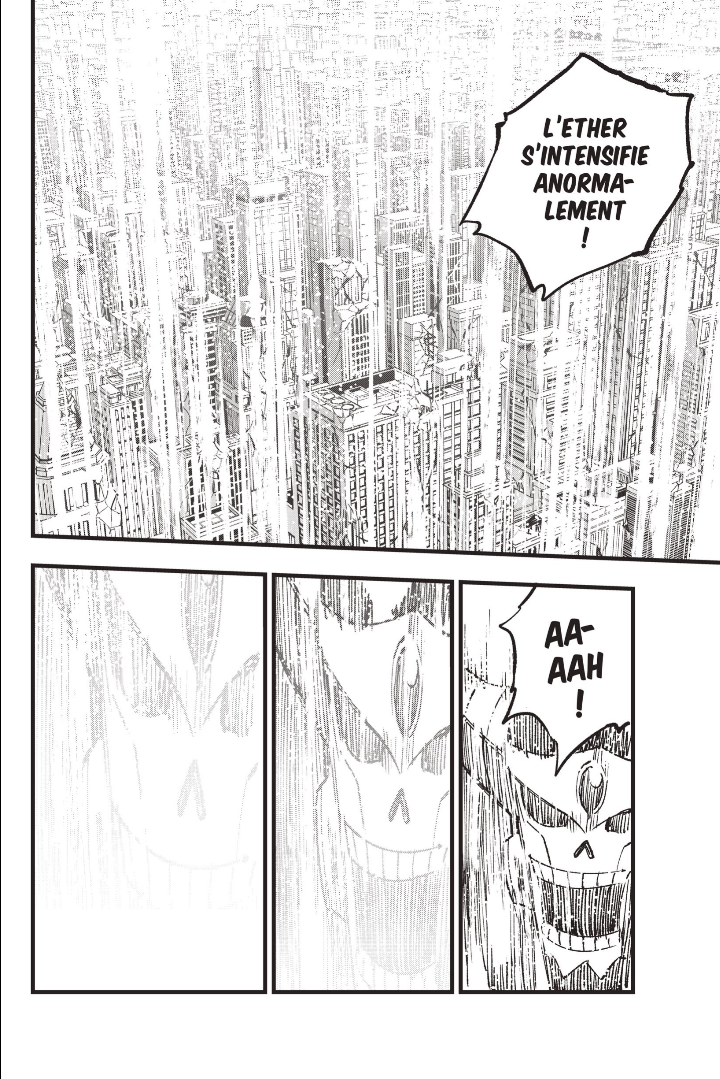 L'ETHER
S'INTENSIFIE
ANORMA-
LEMENT
!
AA-
AAH
!